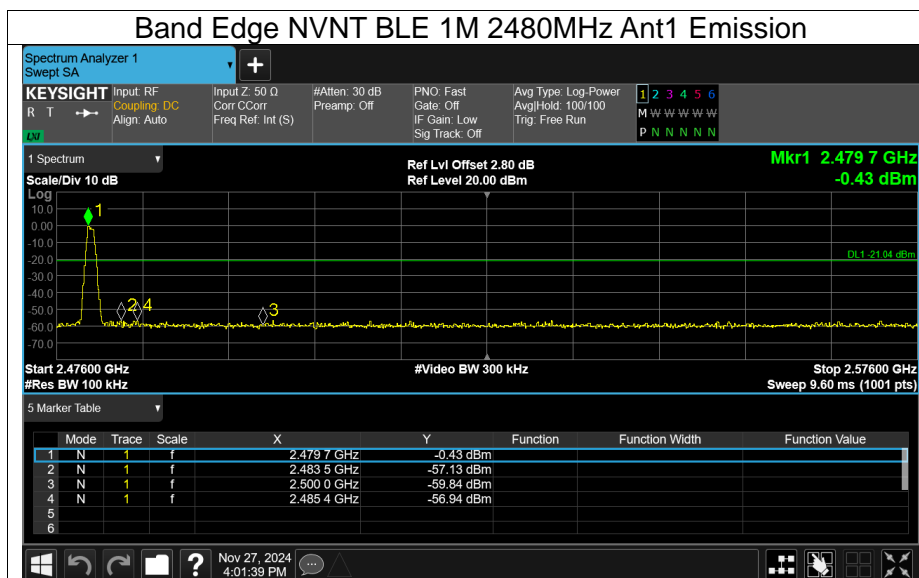 Band Edge NVNT BLE 1M 2480MHz Ant1 Emission
Spectrum Analyzer 1
Swept SA
KEYSIGHT
R T
LXI
Input: RF
Coupling: DC
Align: Auto
Input Z: 50 Ω
Corr CCorr
Freq Ref: Int (S)
#Atten: 30 dB
Preamp: Off
PNO: Fast
Gate: Off
IF Gain: Low
Sig Track: Off
Avg Type: Log-Power
Avg|Hold: 100/100
Trig: Free Run
1 2 3 4 5 6
M W W W W W
P N N N N N
1 Spectrum
Scale/Div 10 dB
Ref Lvl Offset 2.80 dB
Ref Level 20.00 dBm
Mkr1 2.479 7 GHz
-0.43 dBm
Log
10.0
0.00
-10.0
-20.0
-30.0
-40.0
-50.0
-60.0
-70.0
1
2 4
3
DL1 -21.04 dBm
Start 2.47600 GHz
#Video BW 300 kHz
Stop 2.57600 GHz
#Res BW 100 kHz
Sweep 9.60 ms (1001 pts)
5 Marker Table
Mode Trace Scale X Y Function Function Width Function Value
1 N 1 f 2.479 7 GHz -0.43 dBm
2 N 1 f 2.483 5 GHz -57.13 dBm
3 N 1 f 2.500 0 GHz -59.84 dBm
4 N 1 f 2.485 4 GHz -56.94 dBm
5
6
?
Nov 27, 2024
4:01:39 PM